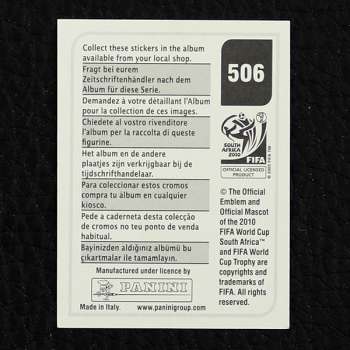 Collect these stickers in the album
available from your local shop.
Fragt bei eurem
Zeitschriftenhändler nach dem
Album für diese Serie.
Demandez à votre détaillant l'Album
pour la collection de ces images.
Chiedete al vostro rivenditore
l'album per la raccolta di queste
figurine.
Het album en de andere
plaatjes zijn verkrijgbaar bij de
tijdschrifthandelaar.
Para coleccionar estos cromos
compra tu álbum en cualquier
kiosco.
Pede a caderneta desta colecção
de cromos no teu ponto de venda
habitual.
Bayinizden aldığınız albümü bu
çıkartmalar ile tamamlayın.
Manufactured under licence by
PANINI
Made in Italy. www.paninigroup.com
506
SOUTH AFRICA
2010
FIFA
© 2005 FIFA TM
OFFICIAL LICENSED
PRODUCT
© The Official
Emblem and
Official Mascot
of the 2010
FIFA World Cup
South Africa™
and FIFA World
Cup Trophy are
copyrights and
trademarks of
FIFA. All rights
reserved.